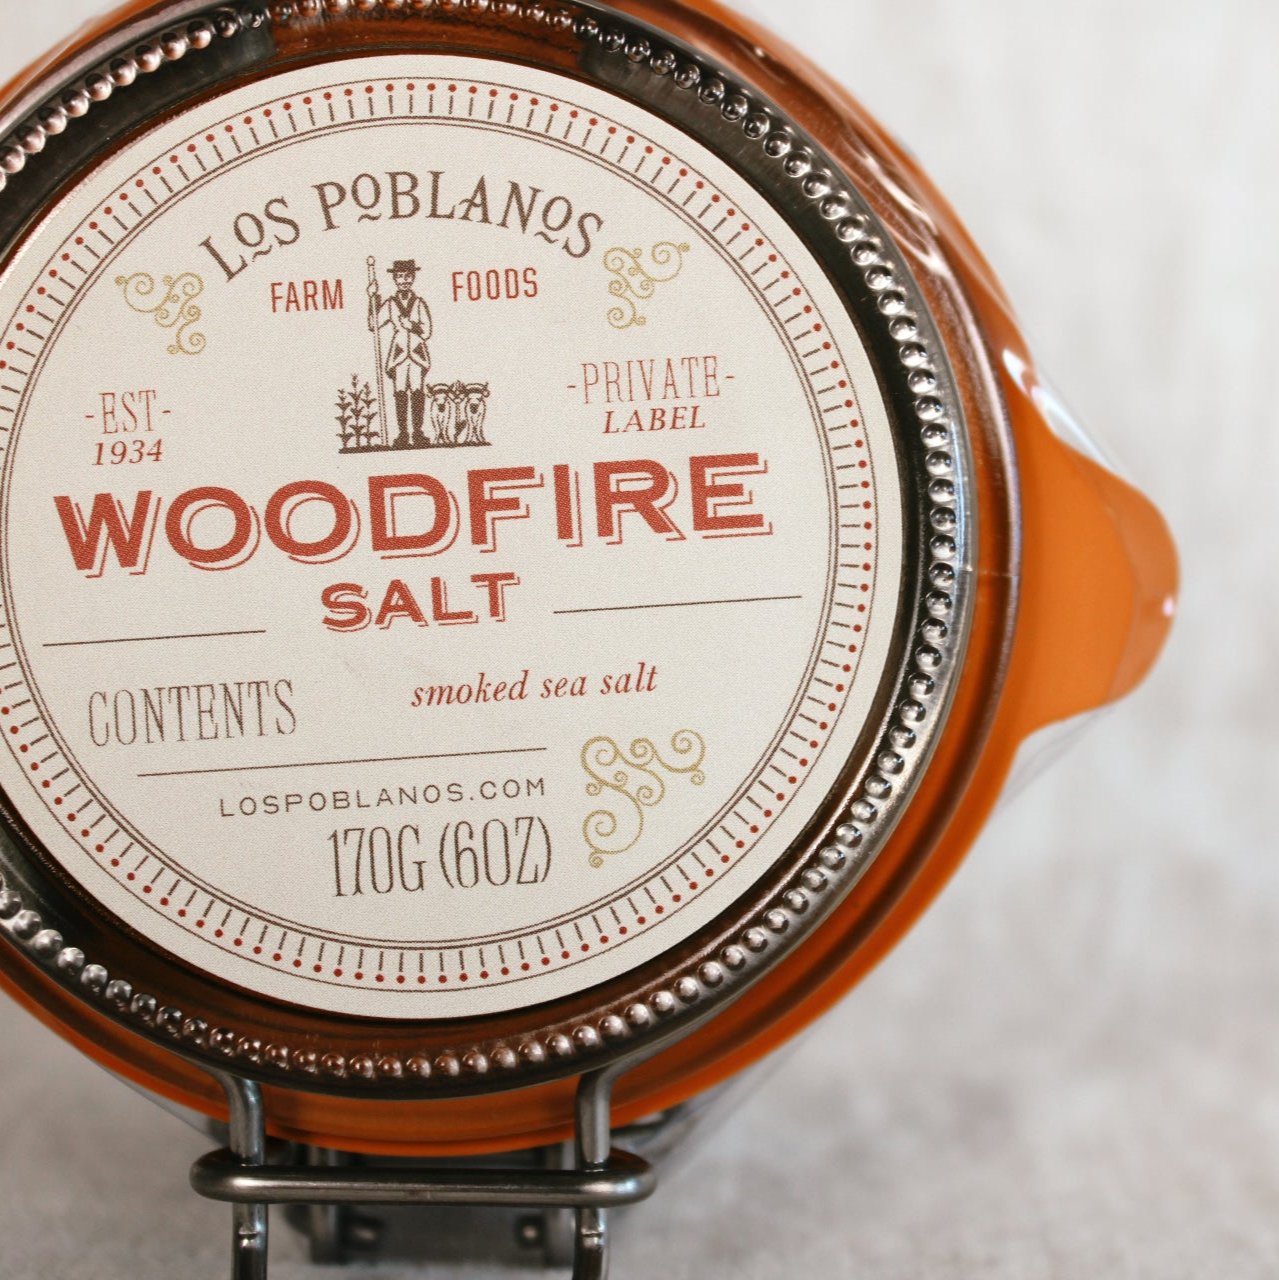 LOS POBLANOS
FARM FOODS
-EST-
1934
-PRIVATE-
LABEL
WOODFIRE
SALT
CONTENTS smoked sea salt
LOSPOBLANOS.COM
170G (6OZ)